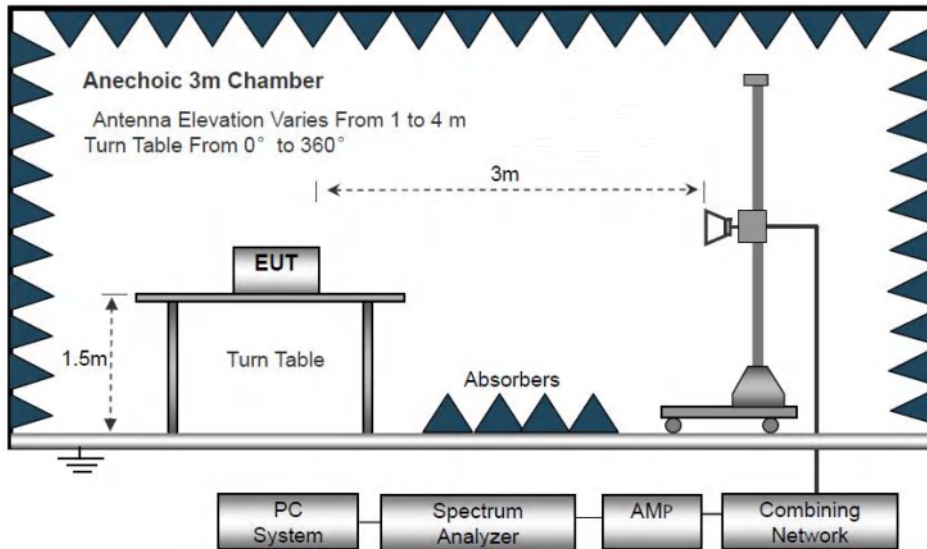 Anechoic 3m Chamber
Antenna Elevation Varies From 1 to 4 m
Turn Table From 0° to 360°
3m
EUT
1.5m
Turn Table
Absorbers
PC
System
Spectrum
Analyzer
AMP
Combining
Network